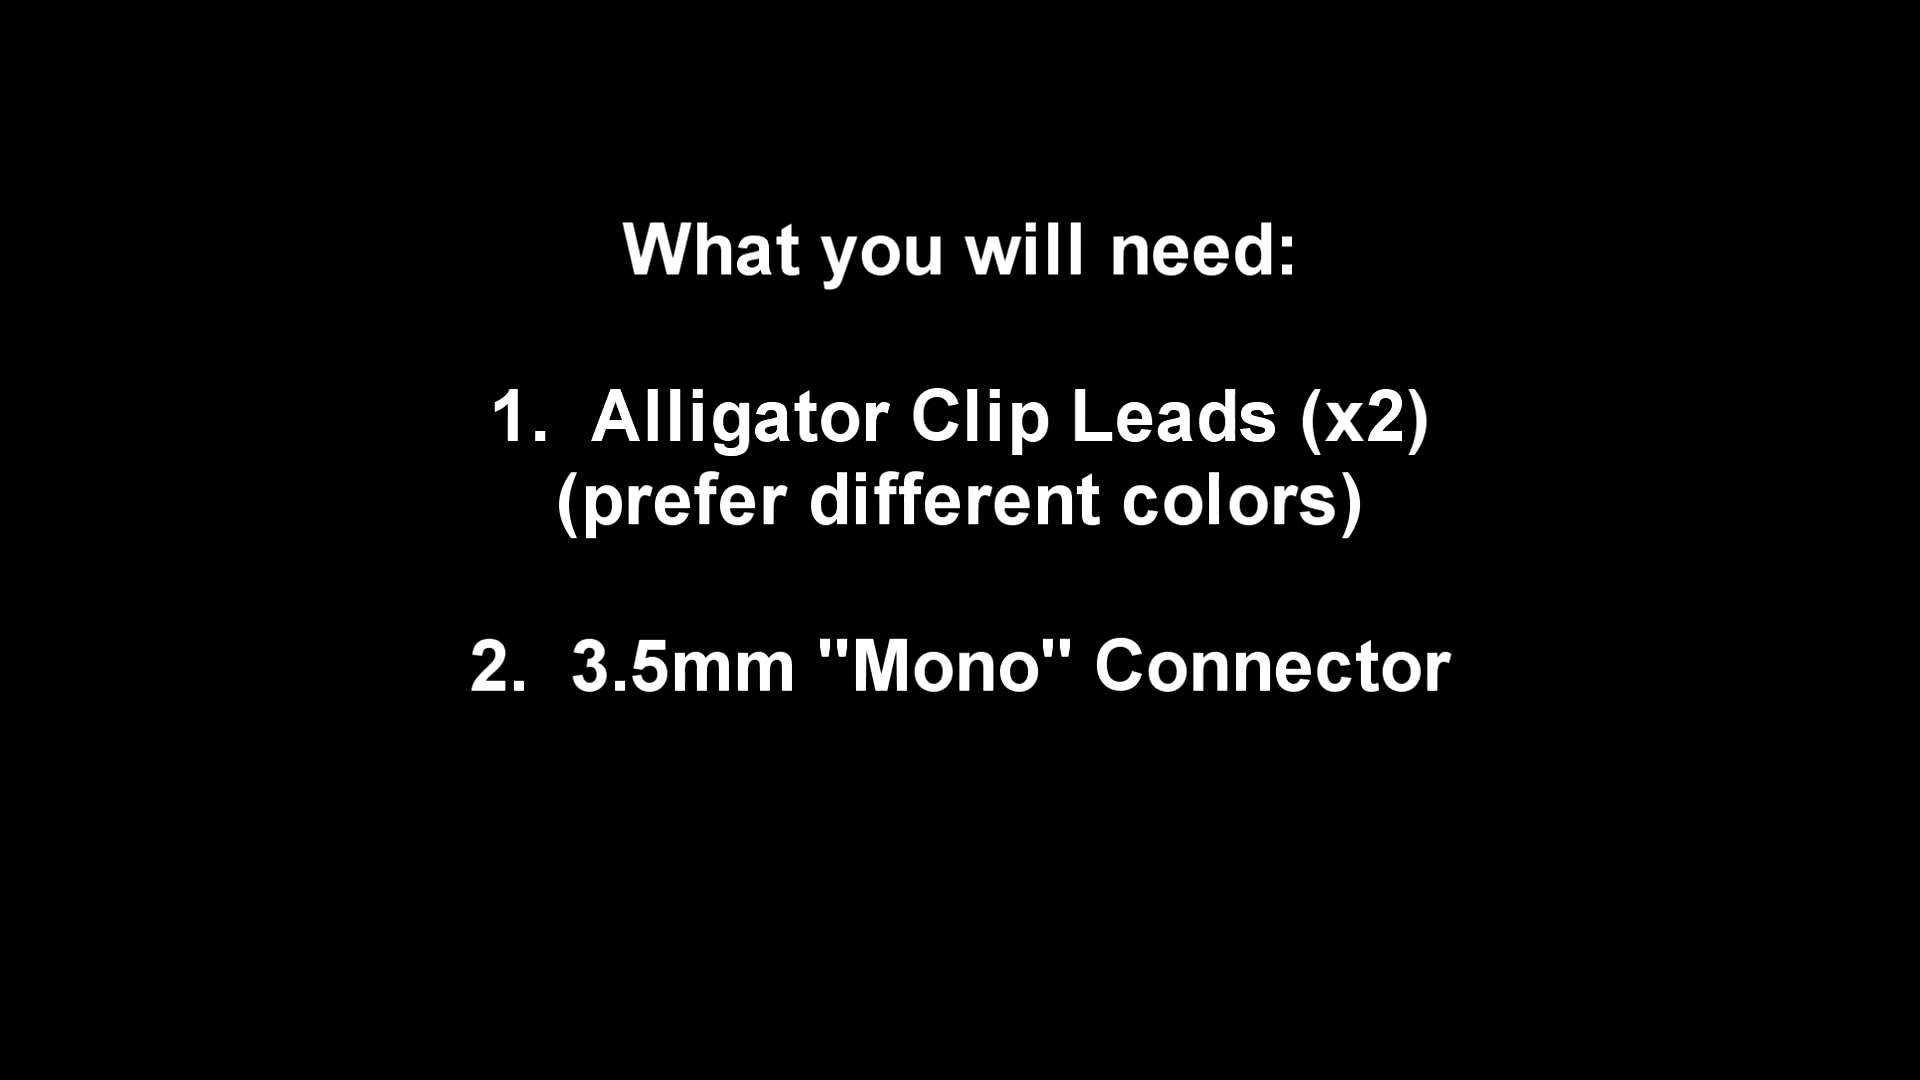 What you will need:
1. Alligator Clip Leads (x2)
(prefer different colors)
2. 3.5mm "Mono" Connector